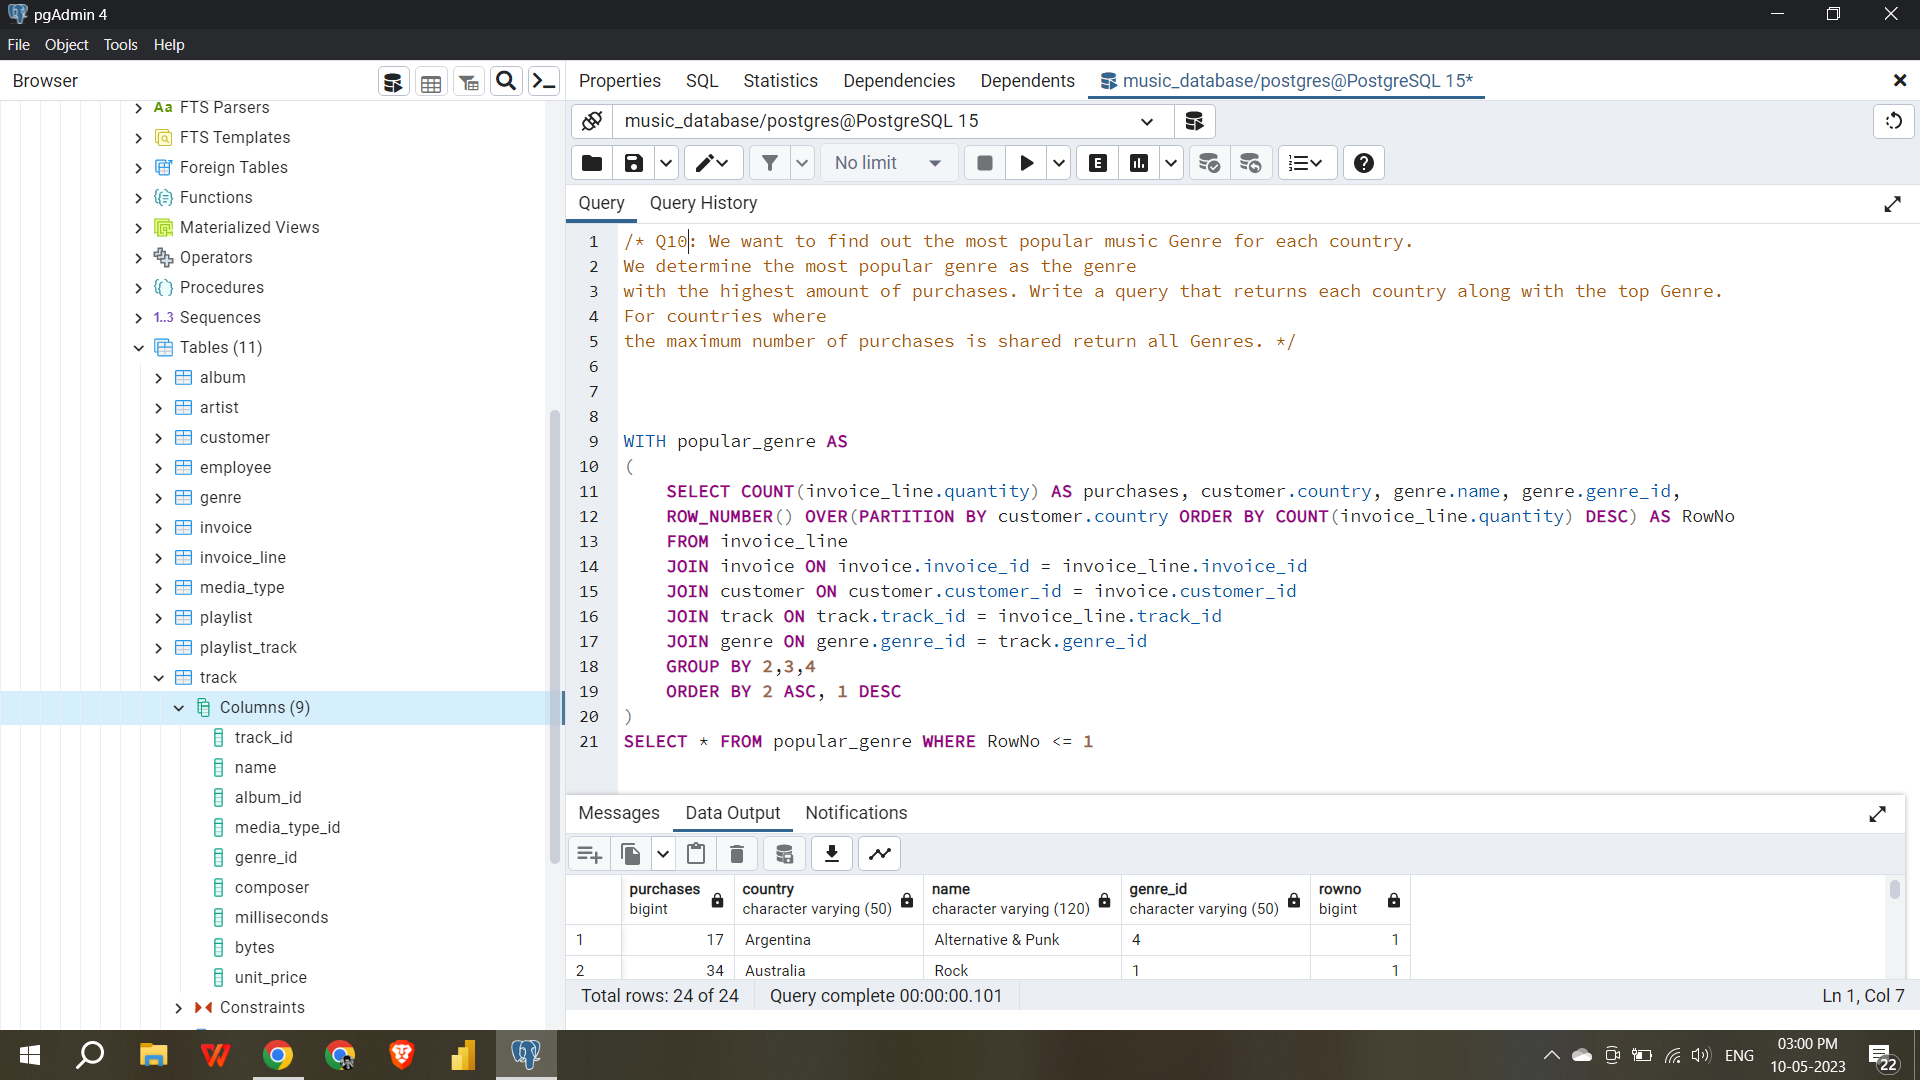 pgAdmin 4
File Object Tools Help
Browser
FTS Parsers
FTS Templates
Foreign Tables
Functions
Materialized Views
Operators
Procedures
1..3 Sequences
Tables (11)
album
artist
customer
employee
genre
invoice
invoice_line
media_type
playlist
playlist_track
track
Columns (9)
track_id
name
album_id
media_type_id
genre_id
composer
milliseconds
bytes
unit_price
Constraints
Properties SQL Statistics Dependencies Dependents music_database/postgres@PostgreSQL 15*
music_database/postgres@PostgreSQL 15
No limit
Query Query History
1 /* Q10: We want to find out the most popular music Genre for each country.
2 We determine the most popular genre as the genre
3 with the highest amount of purchases. Write a query that returns each country along with the top Genre.
4 For countries where
5 the maximum number of purchases is shared return all Genres. */
6
7
8
9 WITH popular_genre AS
10 (
11 SELECT COUNT(invoice_line.quantity) AS purchases, customer.country, genre.name, genre.genre_id,
12 ROW_NUMBER() OVER(PARTITION BY customer.country ORDER BY COUNT(invoice_line.quantity) DESC) AS RowNo
13 FROM invoice_line
14 JOIN invoice ON invoice.invoice_id = invoice_line.invoice_id
15 JOIN customer ON customer.customer_id = invoice.customer_id
16 JOIN track ON track.track_id = invoice_line.track_id
17 JOIN genre ON genre.genre_id = track.genre_id
18 GROUP BY 2,3,4
19 ORDER BY 2 ASC, 1 DESC
20 )
21 SELECT * FROM popular_genre WHERE RowNo <= 1
Messages Data Output Notifications
purchases country name genre_id rowno
bigint character varying (50) character varying (120) character varying (50) bigint
1 17 Argentina Alternative & Punk 4 1
2 34 Australia Rock 1 1
Total rows: 24 of 24 Query complete 00:00:00.101 Ln 1, Col 7
ENG
03:00 PM
10-05-2023
22